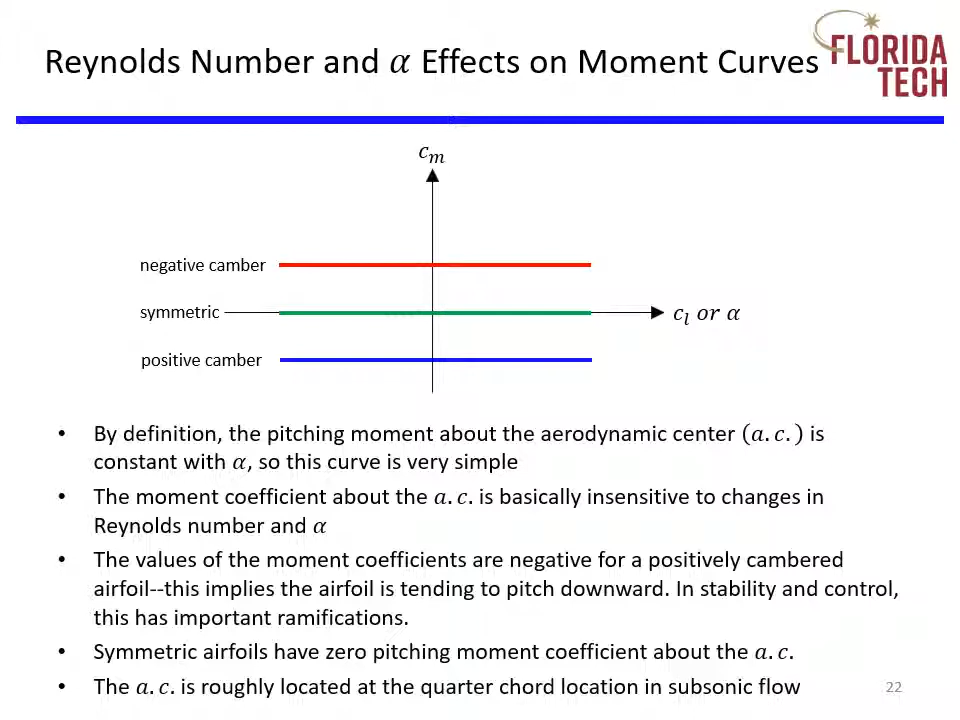 Reynolds Number and 𝛼 Effects on Moment Curves
FLORIDA
TECH
𝑐ₘ
negative camber
symmetric
𝑐ₗ 𝑜𝑟 𝛼
positive camber
• By definition, the pitching moment about the aerodynamic center (𝑎.𝑐.) is
constant with 𝛼, so this curve is very simple
• The moment coefficient about the 𝑎.𝑐. is basically insensitive to changes in
Reynolds number and 𝛼
• The values of the moment coefficients are negative for a positively cambered
airfoil--this implies the airfoil is tending to pitch downward. In stability and control,
this has important ramifications.
• Symmetric airfoils have zero pitching moment coefficient about the 𝑎.𝑐.
• The 𝑎.𝑐. is roughly located at the quarter chord location in subsonic flow
22